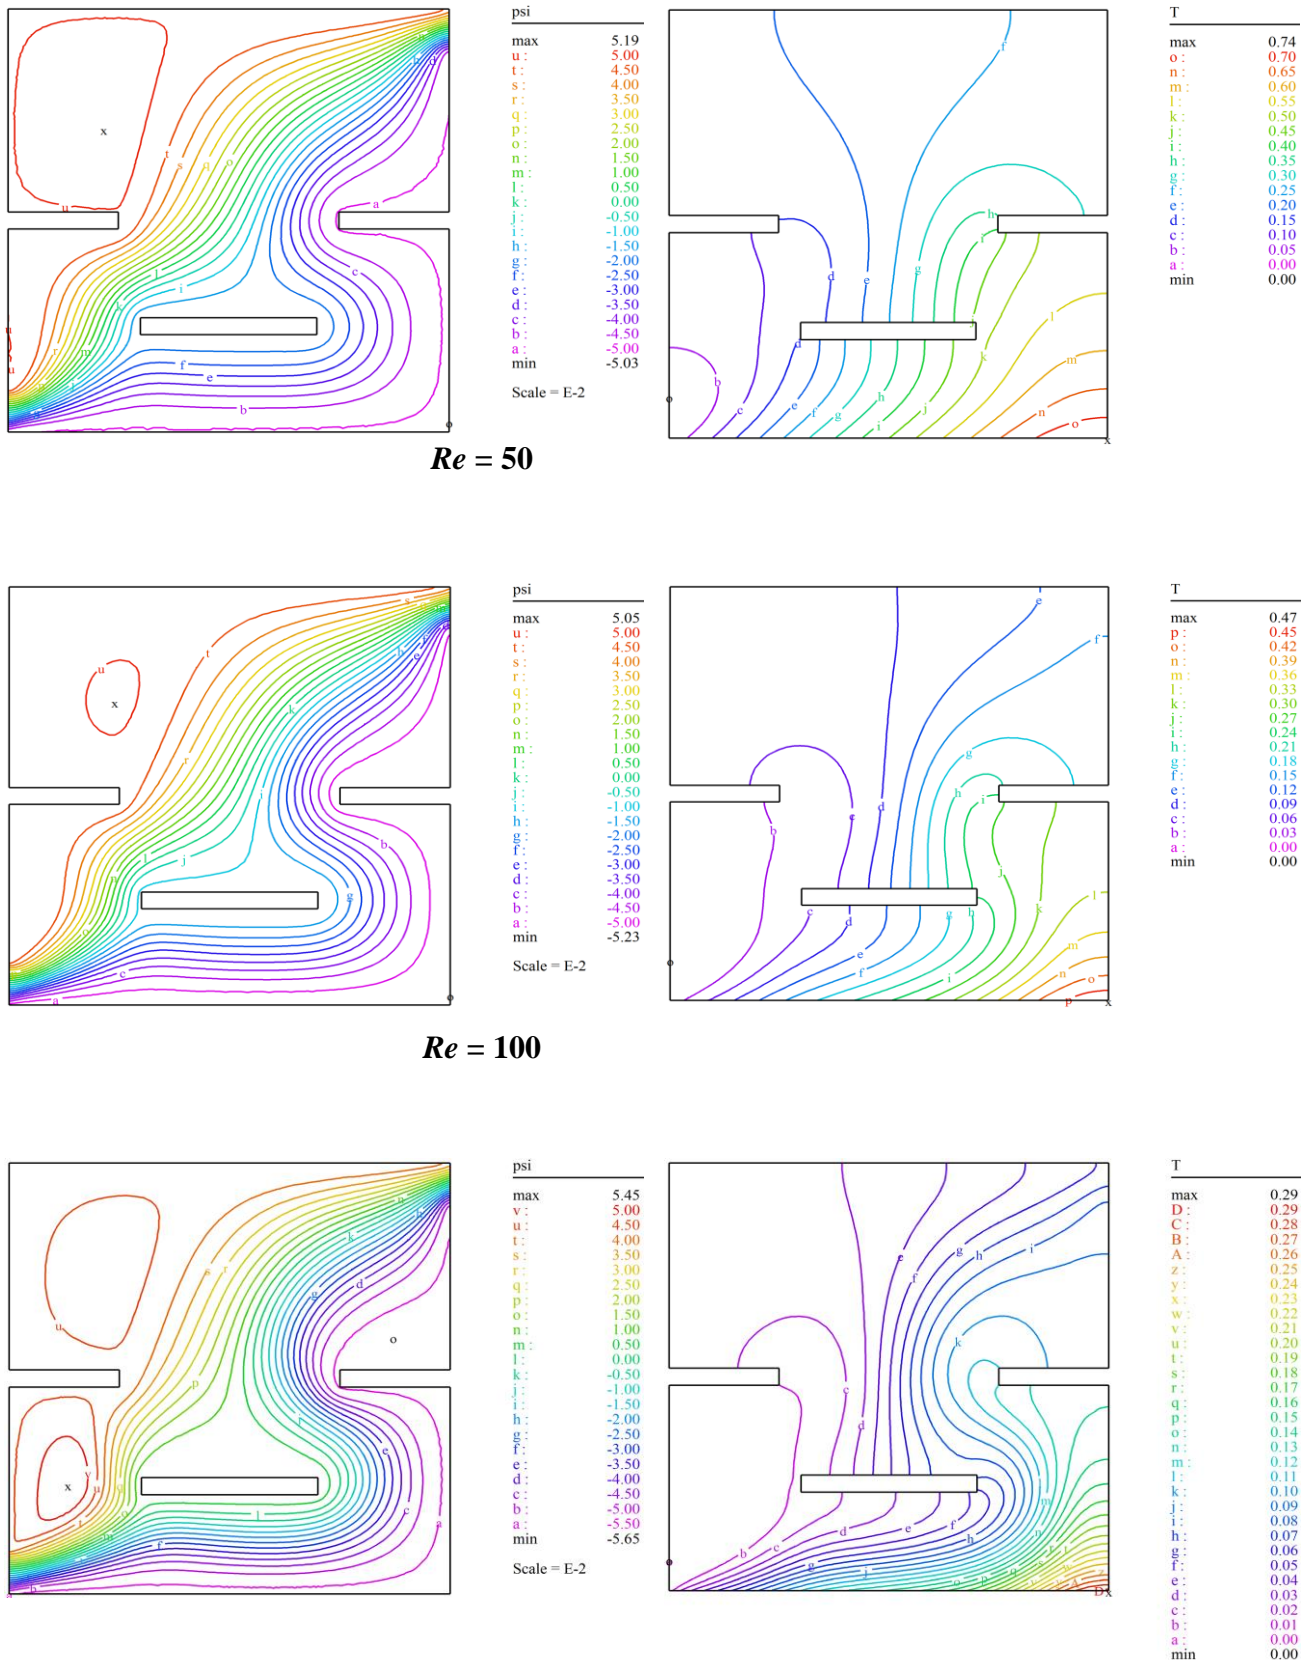 psi
max 5.19
u : 5.00
t : 4.50
s : 4.00
r : 3.50
q : 3.00
p : 2.50
o : 2.00
n : 1.50
m : 1.00
l : 0.50
k : 0.00
j : -0.50
i : -1.00
h : -1.50
g : -2.00
f : -2.50
e : -3.00
d : -3.50
c : -4.00
b : -4.50
a : -5.00
min -5.03
Scale = E-2
T
max 0.74
o : 0.70
n : 0.65
m : 0.60
l : 0.55
k : 0.50
j : 0.45
i : 0.40
h : 0.35
g : 0.30
f : 0.25
e : 0.20
d : 0.15
c : 0.10
b : 0.05
a : 0.00
min 0.00
Re = 50
psi
max 5.05
u : 5.00
t : 4.50
s : 4.00
r : 3.50
q : 3.00
p : 2.50
o : 2.00
n : 1.50
m : 1.00
l : 0.50
k : 0.00
j : -0.50
i : -1.00
h : -1.50
g : -2.00
f : -2.50
e : -3.00
d : -3.50
c : -4.00
b : -4.50
a : -5.00
min -5.23
Scale = E-2
T
max 0.47
p : 0.45
o : 0.42
n : 0.39
m : 0.36
l : 0.33
k : 0.30
j : 0.27
i : 0.24
h : 0.21
g : 0.18
f : 0.15
e : 0.12
d : 0.09
c : 0.06
b : 0.03
a : 0.00
min 0.00
Re = 100
psi
max 5.45
v : 5.00
u : 4.50
t : 4.00
s : 3.50
r : 3.00
q : 2.50
p : 2.00
o : 1.50
n : 1.00
m : 0.50
l : 0.00
k : -0.50
j : -1.00
i : -1.50
h : -2.00
g : -2.50
f : -3.00
e : -3.50
d : -4.00
c : -4.50
b : -5.00
a : -5.50
min -5.65
Scale = E-2
T
max 0.29
D : 0.29
C : 0.28
B : 0.27
A : 0.26
z : 0.25
y : 0.24
x : 0.23
w : 0.22
v : 0.21
u : 0.20
t : 0.19
s : 0.18
r : 0.17
q : 0.16
p : 0.15
o : 0.14
n : 0.13
m : 0.12
l : 0.11
k : 0.10
j : 0.09
i : 0.08
h : 0.07
g : 0.06
f : 0.05
e : 0.04
d : 0.03
c : 0.02
b : 0.01
a : 0.00
min 0.00